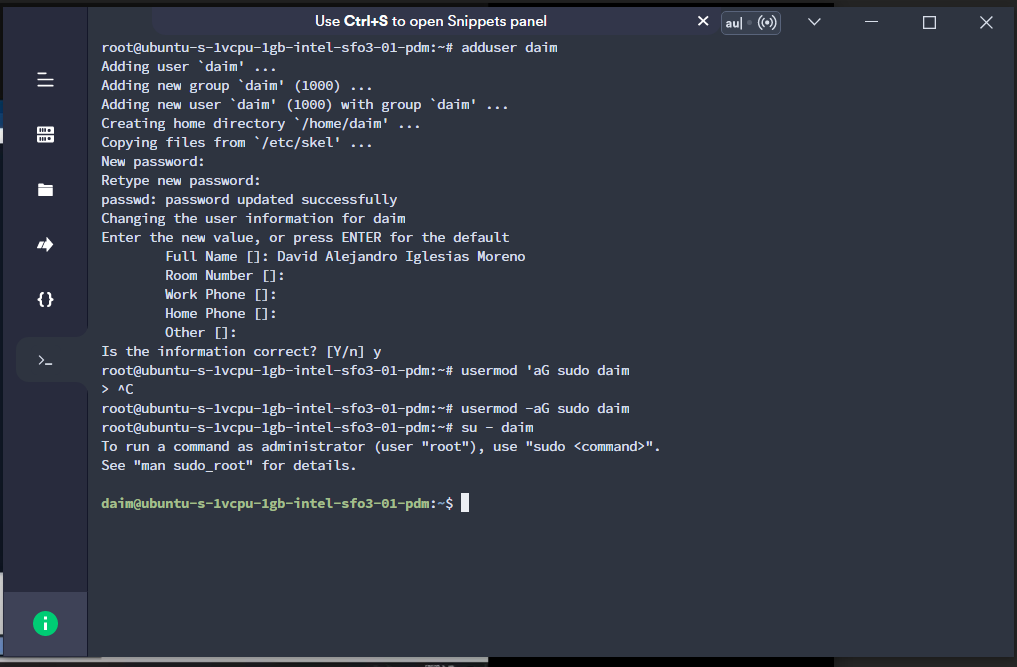 Use Ctrl+S to open Snippets panel
au|
root@ubuntu-s-1vcpu-1gb-intel-sfo3-01-pdm:~# adduser daim
Adding user `daim' ...
Adding new group `daim' (1000) ...
Adding new user `daim' (1000) with group `daim' ...
Creating home directory `/home/daim' ...
Copying files from `/etc/skel' ...
New password:
Retype new password:
passwd: password updated successfully
Changing the user information for daim
Enter the new value, or press ENTER for the default
        Full Name []: David Alejandro Iglesias Moreno
        Room Number []:
        Work Phone []:
        Home Phone []:
        Other []:
Is the information correct? [Y/n] y
root@ubuntu-s-1vcpu-1gb-intel-sfo3-01-pdm:~# usermod 'aG sudo daim
> ^C
root@ubuntu-s-1vcpu-1gb-intel-sfo3-01-pdm:~# usermod -aG sudo daim
root@ubuntu-s-1vcpu-1gb-intel-sfo3-01-pdm:~# su - daim
To run a command as administrator (user "root"), use "sudo <command>".
See "man sudo_root" for details.
daim@ubuntu-s-1vcpu-1gb-intel-sfo3-01-pdm:~$